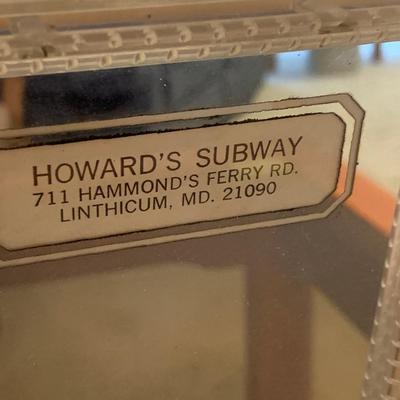 HOWARD'S SUBWAY
711 HAMMOND'S FERRY RD.
LINTHICUM, MD. 21090